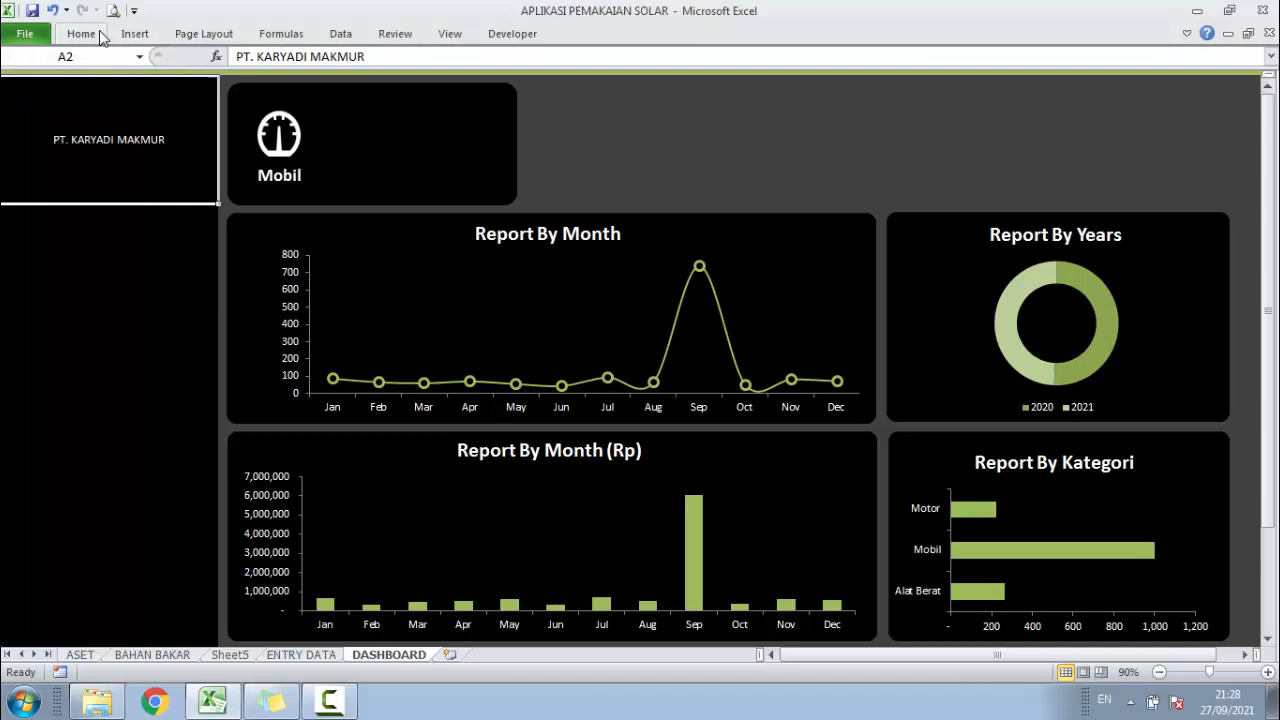 APLIKASI PEMAKAIAN SOLAR - Microsoft Excel
File Home Insert Page Layout Formulas Data Review View Developer
A2 fx PT. KARYADI MAKMUR
PT. KARYADI MAKMUR
Mobil
Report By Month
800
700
600
500
400
300
200
100
0
Jan Feb Mar Apr May Jun Jul Aug Sep Oct Nov Dec
Report By Years
2020 2021
Report By Month (Rp)
7,000,000
6,000,000
5,000,000
4,000,000
3,000,000
2,000,000
1,000,000
-
Jan Feb Mar Apr May Jun Jul Aug Sep Oct Nov Dec
Report By Kategori
Motor
Mobil
Alat Berat
- 200 400 600 800 1,000 1,200
ASET BAHAN BAKAR Sheet5 ENTRY DATA DASHBOARD
Ready 90%
EN 21:28
27/09/2021